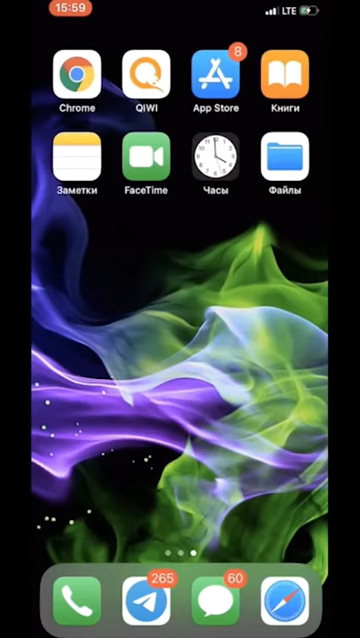 15:59
LTE
8
Chrome
QIWI
App Store
Книги
Заметки
FaceTime
Часы
Файлы
265
60